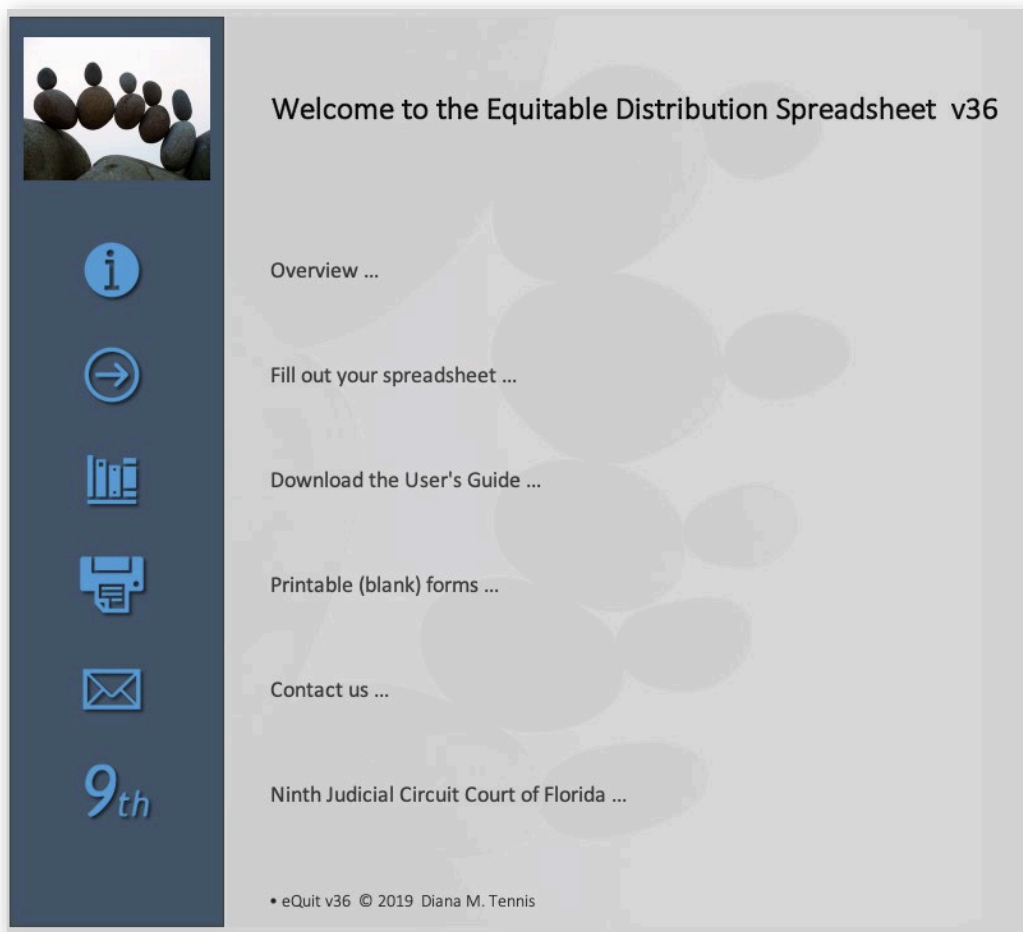 Welcome to the Equitable Distribution Spreadsheet v36
i
Overview ...
Fill out your spreadsheet ...
Download the User's Guide ...
Printable (blank) forms ...
Contact us ...
9th
Ninth Judicial Circuit Court of Florida ...
• eQuit v36 © 2019 Diana M. Tennis